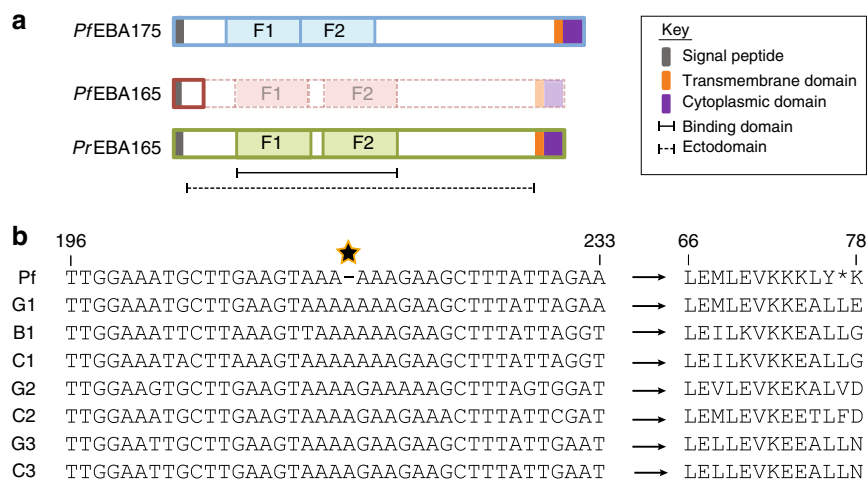 a
PfEBA175
F1 F2
PfEBA165
F1 F2
PrEBA165
F1 F2
Key
Signal peptide
Transmembrane domain
Cytoplasmic domain
Binding domain
Ectodomain
b
196 233 66 78
Pf TTGGAAATGCTTGAAGTAAA–AAAGAAGCTTTATTAGAA → LEMLEVKKKLY*K
G1 TTGGAAATGCTTGAAGTAAAAAAAGAAGCTTTATTAGAA → LEMLEVKKEALLE
B1 TTGGAAATTCTTAAAGTTAAAAAAGAAGCTTTATTAGGT → LEILKVKKEALLG
C1 TTGGAAATACTTAAAGTAAAAAAAGAAGCTTTATTAGGT → LEILKVKKEALLG
G2 TTGGAAGTGCTTGAAGTAAAAGAAAAAGCTTTAGTGGAT → LEVLEVKEKALVD
C2 TTGGAAATGCTTGAAGTAAAAGAAGAAACTTTATTCGAT → LEMLEVKEETLFD
G3 TTGGAATTGCTTGAAGTAAAAGAAGAAGCTTTATTGAAT → LELLEVKEEALLN
C3 TTGGAATTGCTTGAAGTAAAAGAAGAAGCTTTATTGAAT → LELLEVKEEALLN